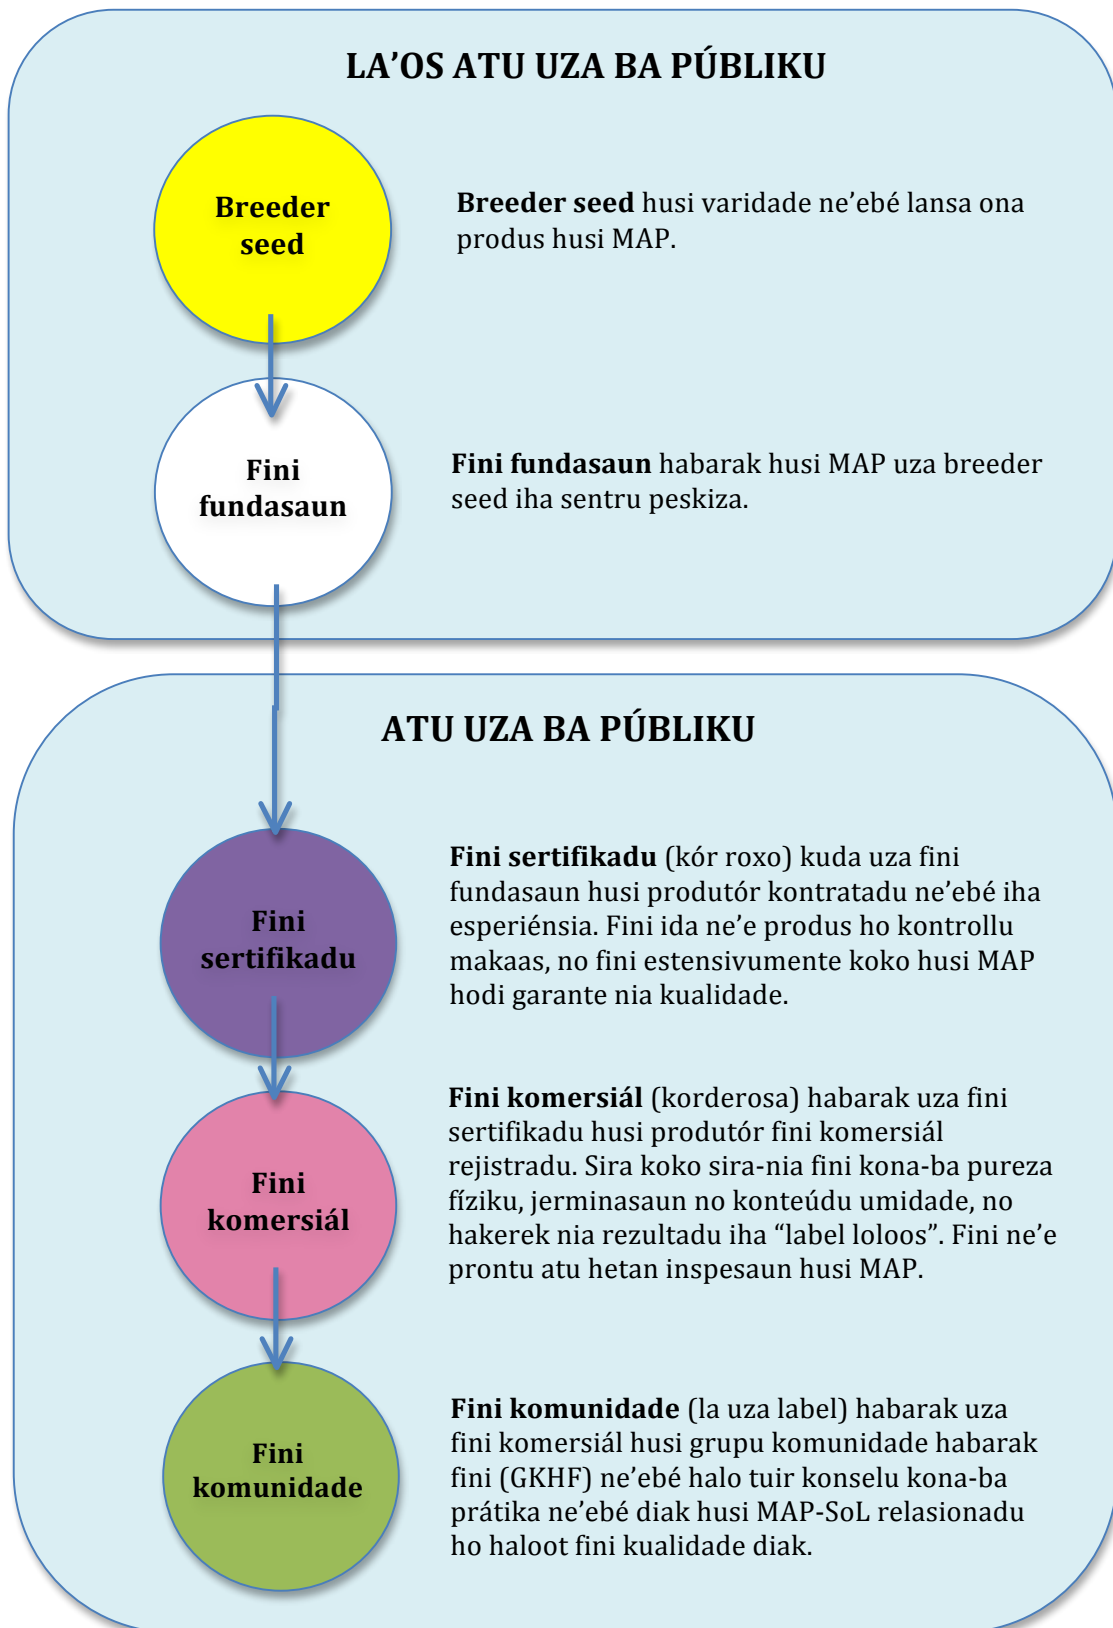 LA’OS ATU UZA BA PÚBLIKU
Breeder
seed
Breeder seed husi varidade ne’ebé lansa ona
produs husi MAP.
Fini
fundasaun
Fini fundasaun habarak husi MAP uza breeder
seed iha sentru peskiza.
ATU UZA BA PÚBLIKU
Fini
sertifikadu
Fini sertifikadu (kór roxo) kuda uza fini
fundasaun husi produtór kontratadu ne’ebé iha
esperiénsia. Fini ida ne’e produs ho kontrollu
makaas, no fini estensivumente koko husi MAP
hodi garante nia kualidade.
Fini
komersiál
Fini komersiál (korderosa) habarak uza fini
sertifikadu husi produtór fini komersiál
rejistradu. Sira koko sira-nia fini kona-ba pureza
fíziku, jerminasaun no konteúdu umidade, no
hakerek nia rezultadu iha “label loloos”. Fini ne’e
prontu atu hetan inspesaun husi MAP.
Fini
komunidade
Fini komunidade (la uza label) habarak uza
fini komersiál husi grupu komunidade habarak
fini (GKHF) ne’ebé halo tuir konselu kona-ba
prátika ne’ebé diak husi MAP-SoL relasionadu
ho haloot fini kualidade diak.